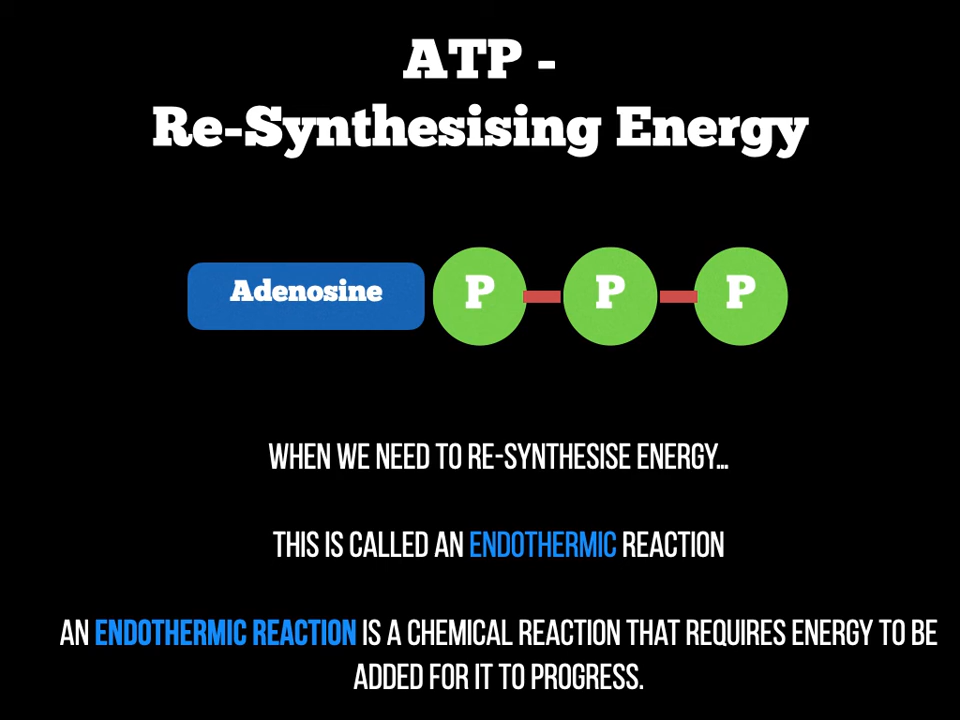 ATP -
Re-Synthesising Energy
Adenosine P P P
WHEN WE NEED TO RE-SYNTHESISE ENERGY...
THIS IS CALLED AN ENDOTHERMIC REACTION
AN ENDOTHERMIC REACTION IS A CHEMICAL REACTION THAT REQUIRES ENERGY TO BE
ADDED FOR IT TO PROGRESS.